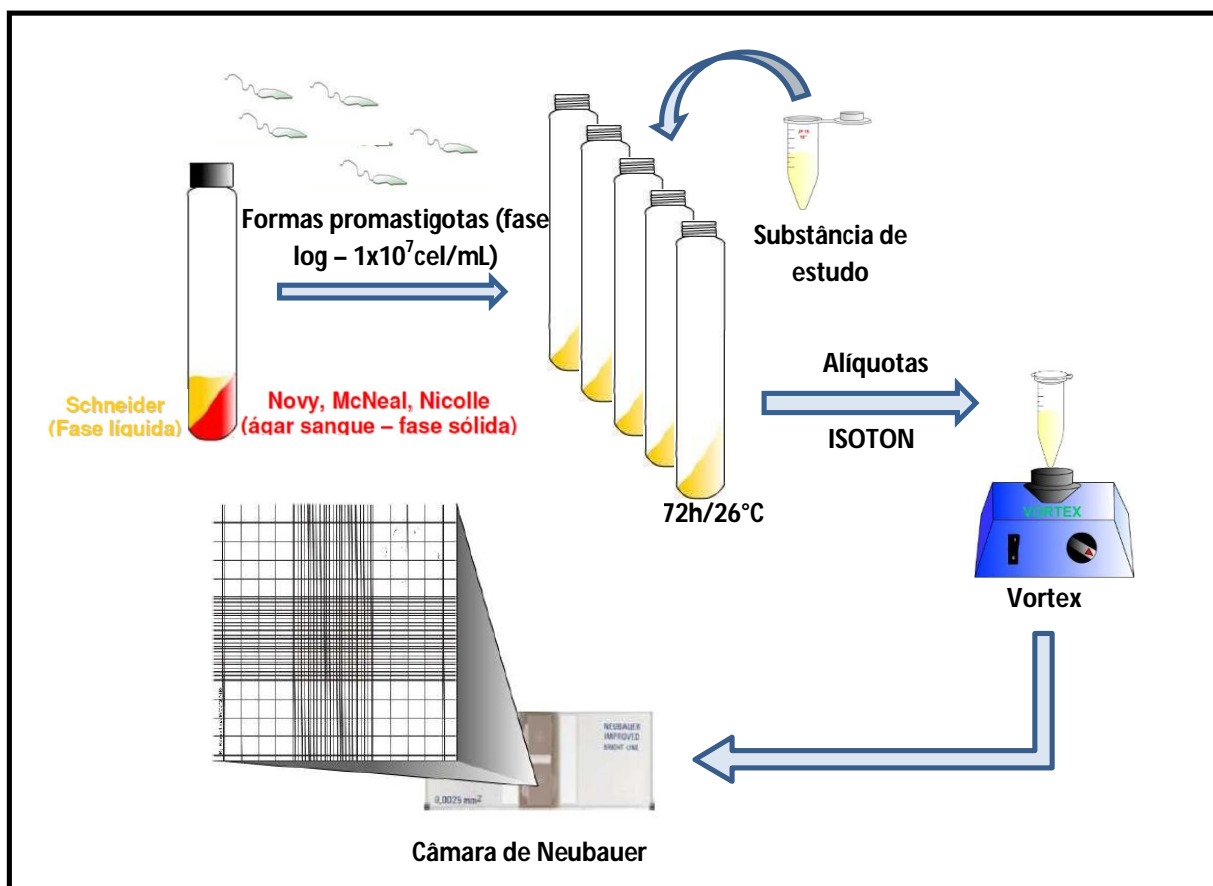 Formas promastigotas (fase
log – 1x10⁷cel/mL)
Substância de
estudo
Schneider
(Fase líquida)
Novy, McNeal, Nicolle
(ágar sangue – fase sólida)
72h/26°C
Alíquotas
ISOTON
VORTEX
Vortex
NEUBAUER
IMPROVED
BRIGHT-LINE
0,0025 mm²
Câmara de Neubauer